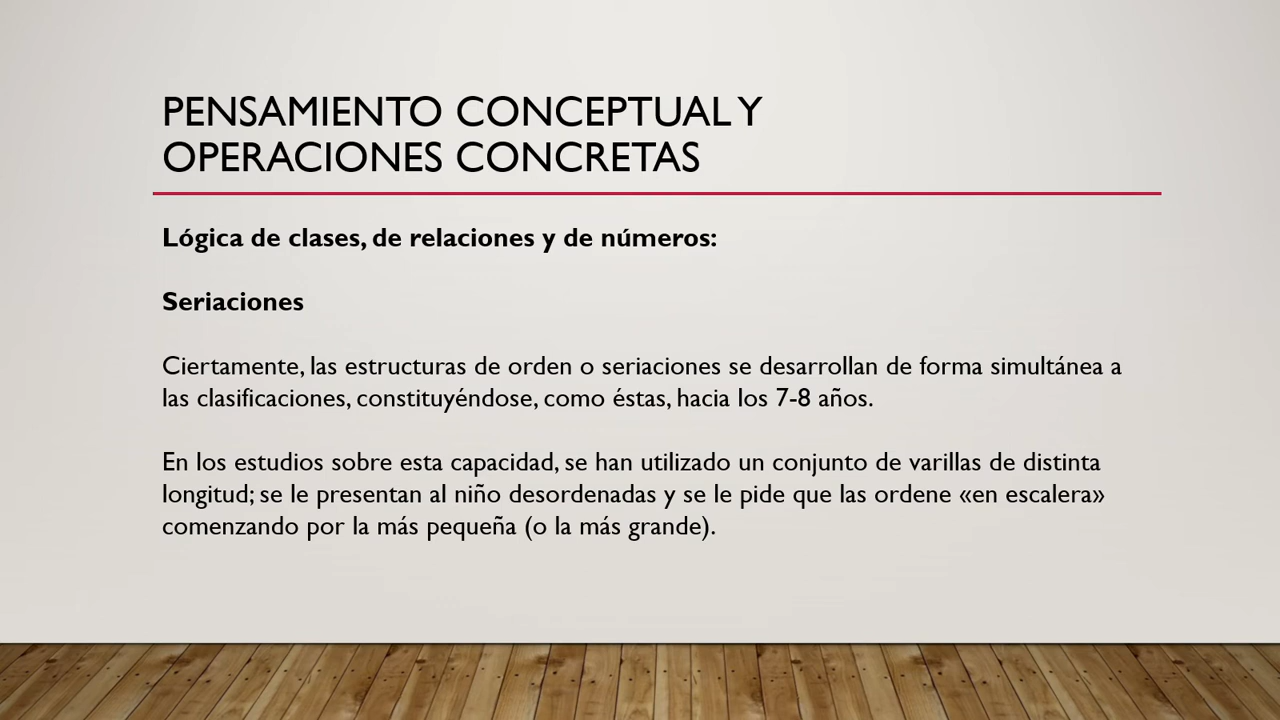 PENSAMIENTO CONCEPTUAL Y
OPERACIONES CONCRETAS
Lógica de clases, de relaciones y de números:
Seriaciones
Ciertamente, las estructuras de orden o seriaciones se desarrollan de forma simultánea a
las clasificaciones, constituyéndose, como éstas, hacia los 7-8 años.
En los estudios sobre esta capacidad, se han utilizado un conjunto de varillas de distinta
longitud; se le presentan al niño desordenadas y se le pide que las ordene «en escalera»
comenzando por la más pequeña (o la más grande).